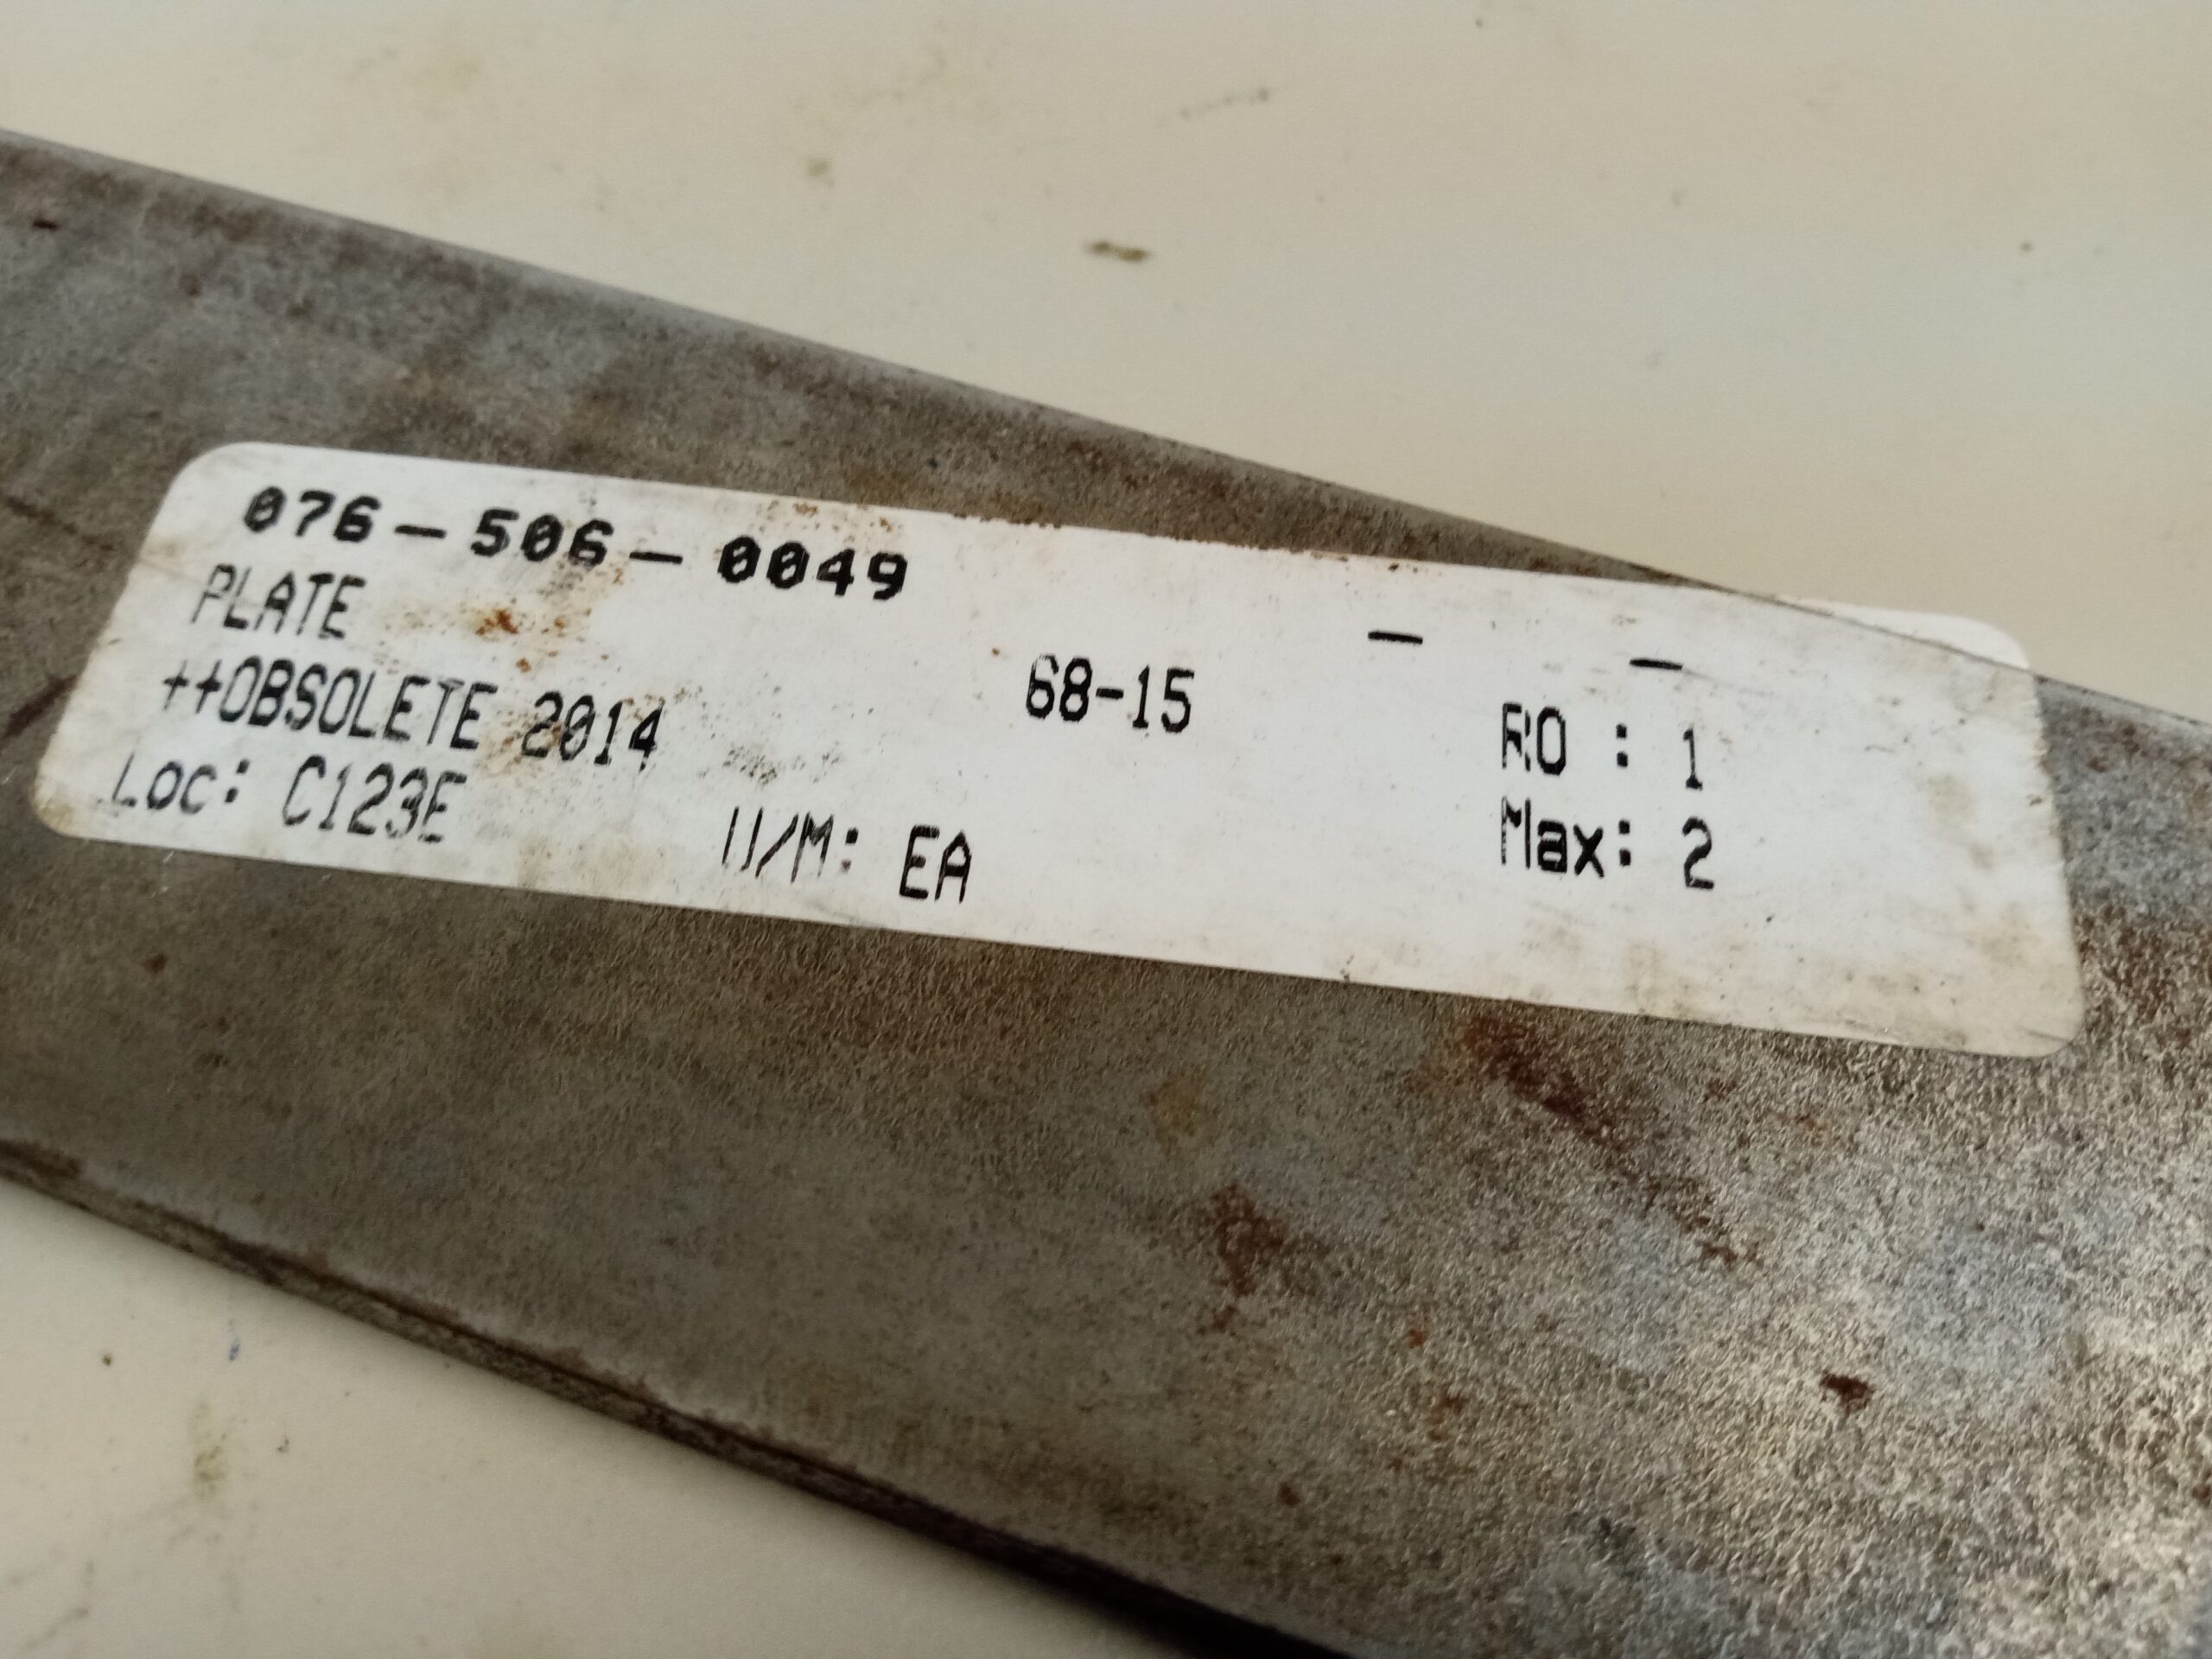 076-506-0049 - -
PLATE 68-15
++OBSOLETE 2014 RO : 1
Loc: C123E U/M: EA Max: 2